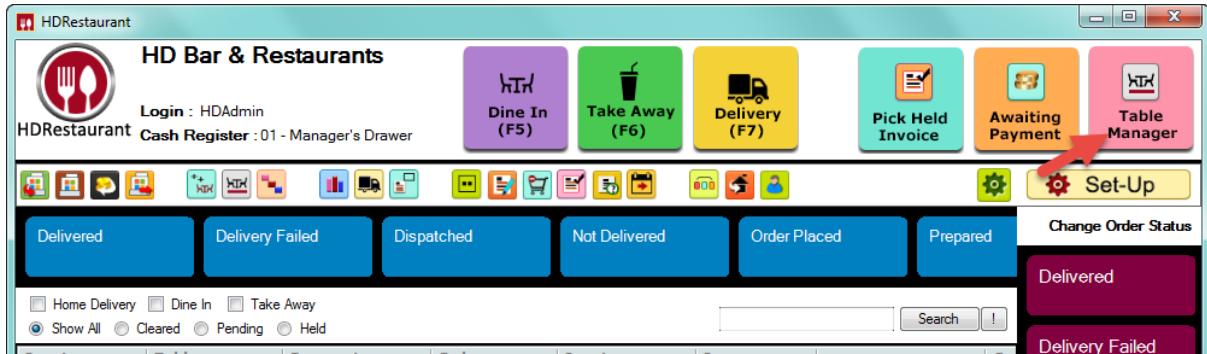 HDRestaurant
HD Bar & Restaurants
Login : HDAdmin
HDRestaurant
Cash Register : 01 - Manager's Drawer
Dine In
(F5)
Take Away
(F6)
Delivery
(F7)
Pick Held
Invoice
Awaiting
Payment
Table
Manager
Set-Up
Delivered
Delivery Failed
Dispatched
Not Delivered
Order Placed
Prepared
Change Order Status
Delivered
Delivery Failed
Home Delivery Dine In Take Away
Show All Cleared Pending Held
Search !